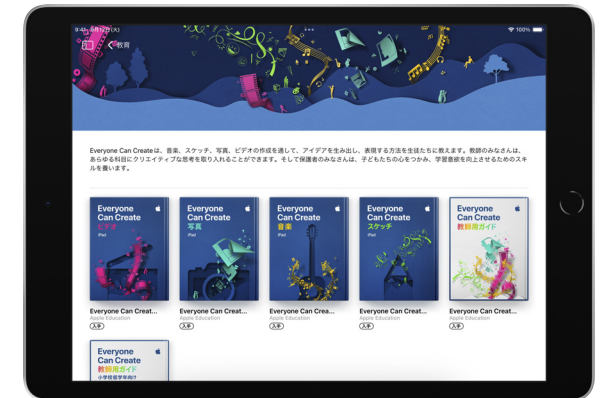 9:41 6月17日(火)
100%
教育
Everyone Can Createは、音楽、スケッチ、写真、ビデオの作成を通して、アイデアを生み出し、表現する方法を生徒たちに教えます。教師のみなさんは、
あらゆる科目にクリエイティブな思考を取り入れることができます。そして保護者のみなさんは、子どもたちの心をつかみ、学習意欲を向上させるためのスキ
ルを養います。
Everyone
Can Create
ビデオ
iPad
Everyone
Can Create
写真
iPad
Everyone
Can Create
音楽
iPad
Everyone
Can Create
スケッチ
iPad
Everyone
Can Create
教師用ガイド
Everyone Can Creat...
Apple Education
入手
Everyone Can Creat...
Apple Education
入手
Everyone Can Creat...
Apple Education
入手
Everyone Can Creat...
Apple Education
入手
Everyone Can Creat...
Apple Education
入手
Everyone
Can Create
教師用ガイド
小学校低学年向け